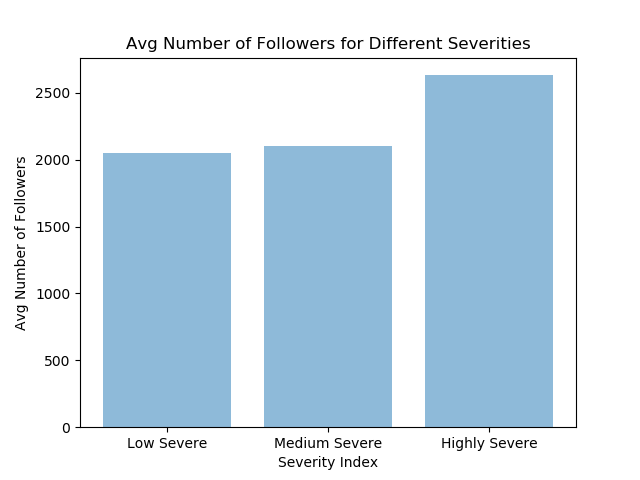 Avg Number of Followers for Different Severities
Avg Number of Followers
2500
2000
1500
1000
500
0
Low Severe
Medium Severe
Highly Severe
Severity Index